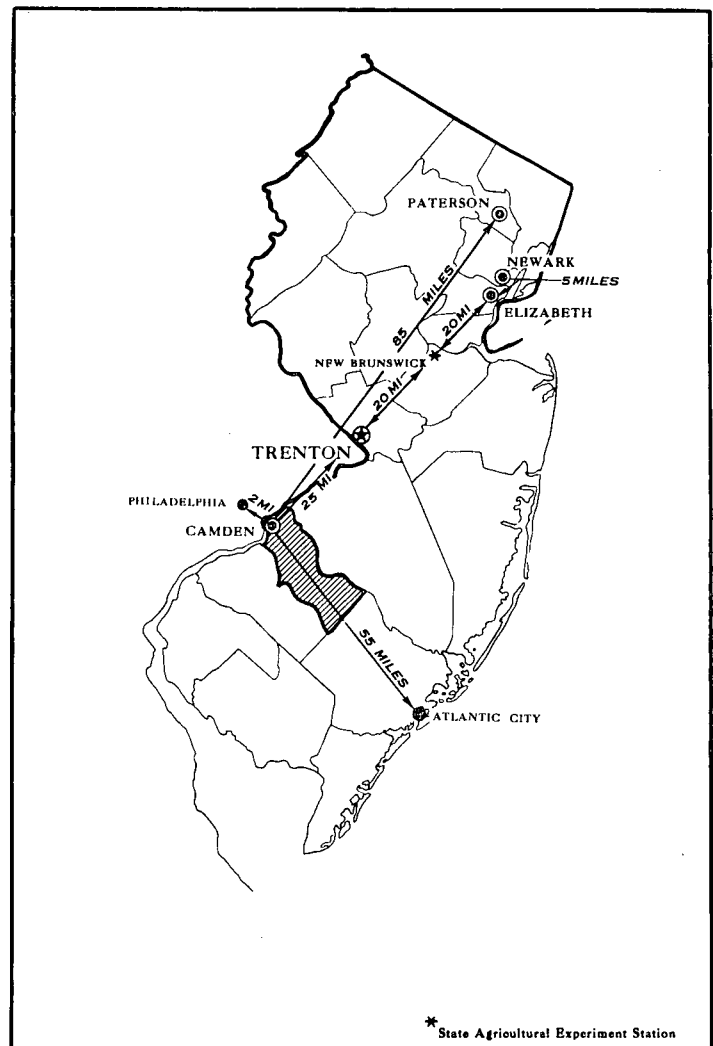 PATERSON
NEWARK
5 MILES
ELIZABETH
85 MILES
20 MI
NEW BRUNSWICK
20 MI
TRENTON
25 MI
PHILADELPHIA
2 MI
CAMDEN
55 MILES
ATLANTIC CITY
*State Agricultural Experiment Station